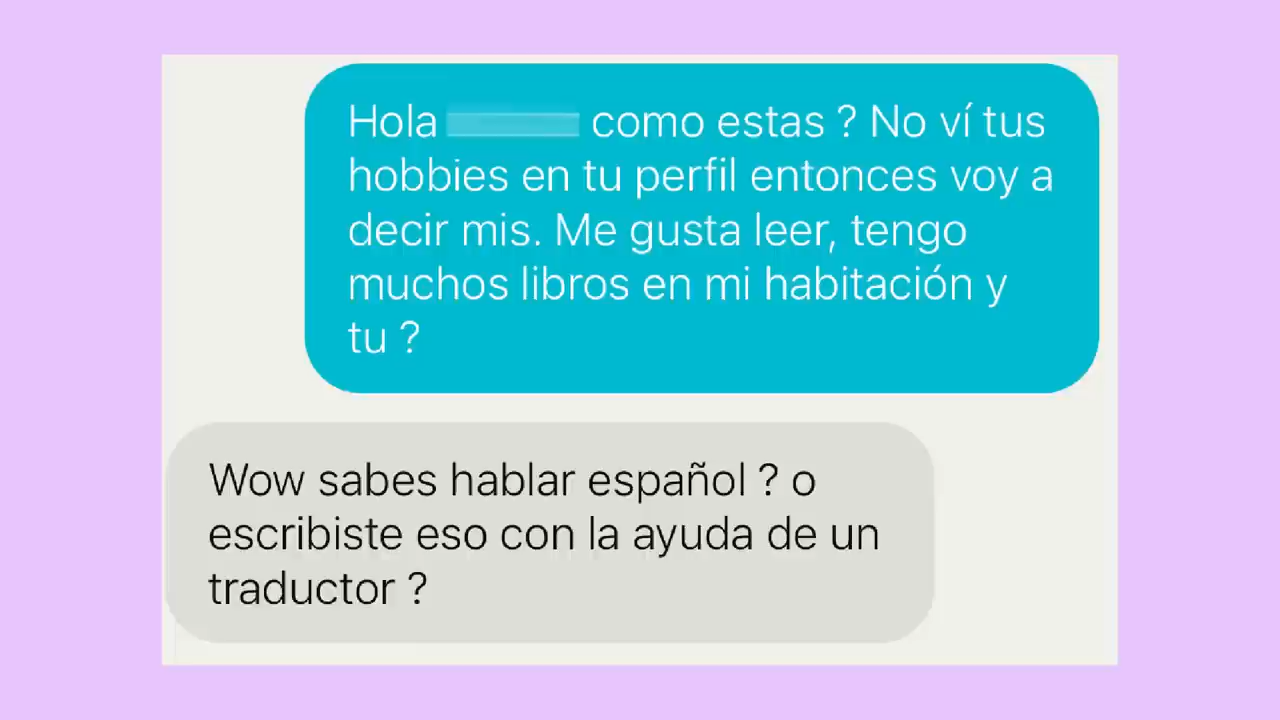 Hola como estas ? No ví tus
hobbies en tu perfil entonces voy a
decir mis. Me gusta leer, tengo
muchos libros en mi habitación y
tu ?
Wow sabes hablar español ? o
escribiste eso con la ayuda de un
traductor ?